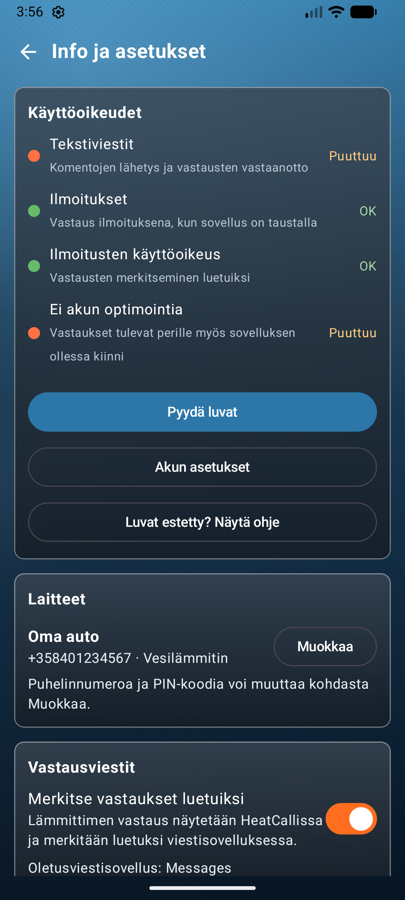 3:56
Info ja asetukset
Käyttöoikeudet
Tekstiviestit
Komentojen lähetys ja vastausten vastaanotto
Puuttuu
Ilmoitukset
Vastaus ilmoituksena, kun sovellus on taustalla
OK
Ilmoitusten käyttöoikeus
Vastausten merkitseminen luetuiksi
OK
Ei akun optimointia
Vastaukset tulevat perille myös sovelluksen
ollessa kiinni
Puuttuu
Pyydä luvat
Akun asetukset
Luvat estetty? Näytä ohje
Laitteet
Oma auto
+358401234567 · Vesilämmitin
Muokkaa
Puhelinnumeroa ja PIN-koodia voi muuttaa kohdasta
Muokkaa.
Vastausviestit
Merkitse vastaukset luetuiksi
Lämmittimen vastaus näytetään HeatCallissa
ja merkitään luetuksi viestisovelluksessa.
Oletusviestisovellus: Messages